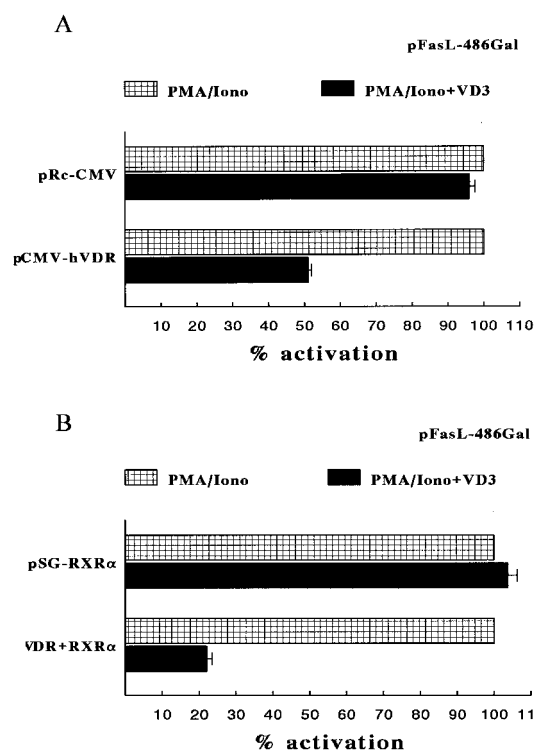 A
pFasL-486Gal
PMA/Iono PMA/Iono+VD3
pRc-CMV
pCMV-hVDR
10 20 30 40 50 60 70 80 90 100 110
% activation
B
pFasL-486Gal
PMA/Iono PMA/Iono+VD3
pSG-RXRα
VDR+RXRα
10 20 30 40 50 60 70 80 90 100 11
% activation